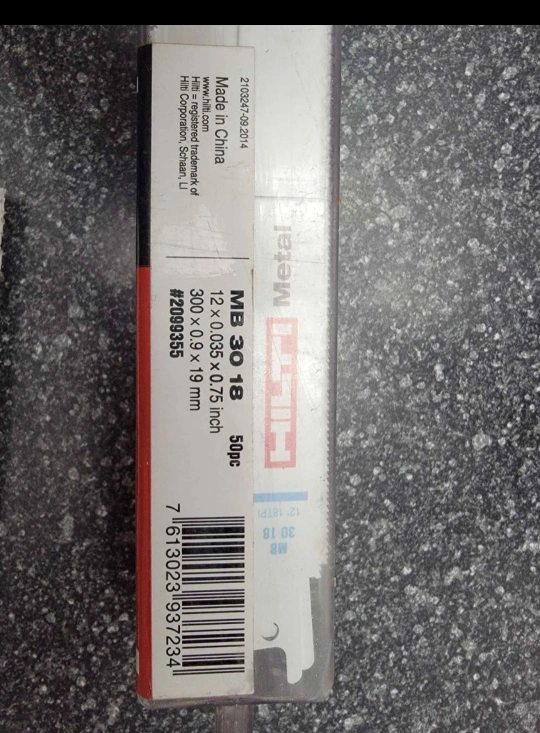 2103247-09.2014
Made in China
www.hilti.com
Hilti = registered trademark of
Hilti Corporation, Schaan, LI
MB 30 18 50pc
12 x 0.035 x 0.75 inch
300 x 0.9 x 19 mm
#2099355
7 613023 937234
Metal
HILTI
12" 18TPI
MB
30 18